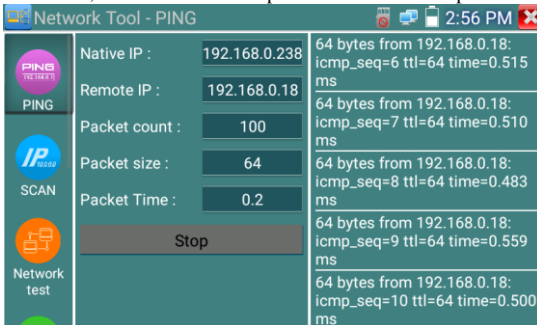 Network Tool - PING
2:56 PM
PING
PING
SCAN
Network
test
Native IP :
192.168.0.238
Remote IP :
192.168.0.18
Packet count :
100
Packet size :
64
Packet Time :
0.2
Stop
64 bytes from 192.168.0.18:
icmp_seq=6 ttl=64 time=0.515
ms
64 bytes from 192.168.0.18:
icmp_seq=7 ttl=64 time=0.510
ms
64 bytes from 192.168.0.18:
icmp_seq=8 ttl=64 time=0.483
ms
64 bytes from 192.168.0.18:
icmp_seq=9 ttl=64 time=0.559
ms
64 bytes from 192.168.0.18:
icmp_seq=10 ttl=64 time=0.500
ms